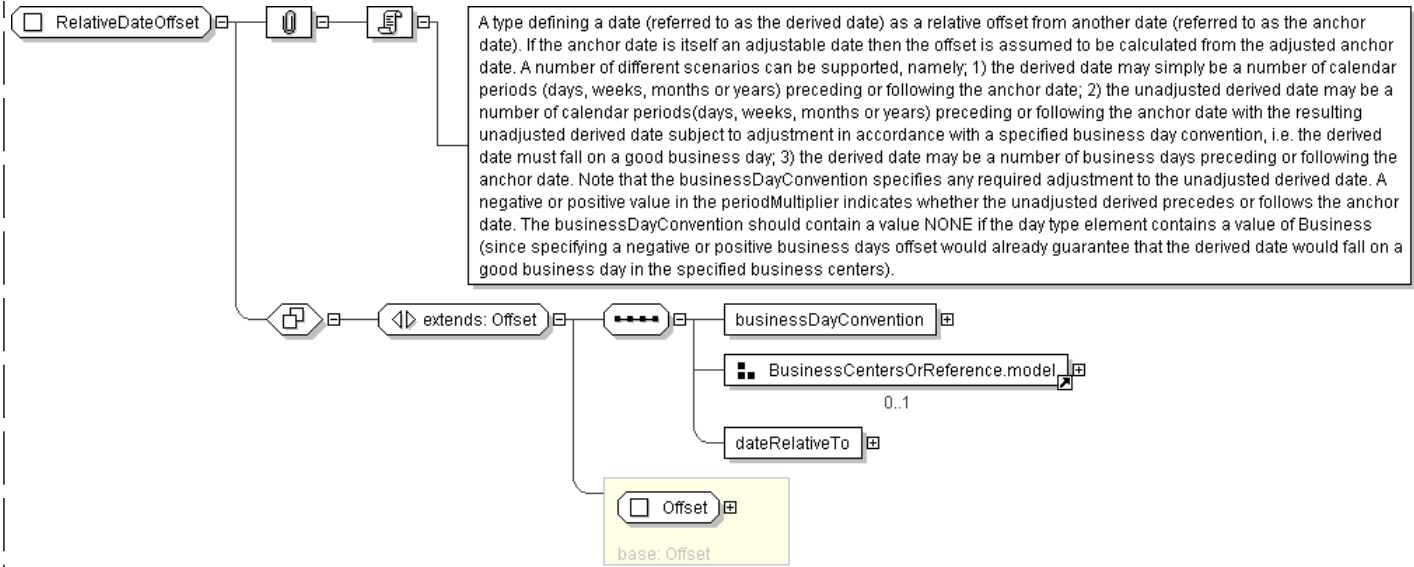 RelativeDateOffset
A type defining a date (referred to as the derived date) as a relative offset from another date (referred to as the anchor
date). If the anchor date is itself an adjustable date then the offset is assumed to be calculated from the adjusted anchor
date. A number of different scenarios can be supported, namely; 1) the derived date may simply be a number of calendar
periods (days, weeks, months or years) preceding or following the anchor date; 2) the unadjusted derived date may be a
number of calendar periods(days, weeks, months or years) preceding or following the anchor date with the resulting
unadjusted derived date subject to adjustment in accordance with a specified business day convention, i.e. the derived
date must fall on a good business day; 3) the derived date may be a number of business days preceding or following the
anchor date. Note that the businessDayConvention specifies any required adjustment to the unadjusted derived date. A
negative or positive value in the periodMultiplier indicates whether the unadjusted derived precedes or follows the anchor
date. The businessDayConvention should contain a value NONE if the day type element contains a value of Business
(since specifying a negative or positive business days offset would already guarantee that the derived date would fall on a
good business day in the specified business centers).
extends: Offset
businessDayConvention
BusinessCentersOrReference.model
0..1
dateRelativeTo
Offset
base: Offset